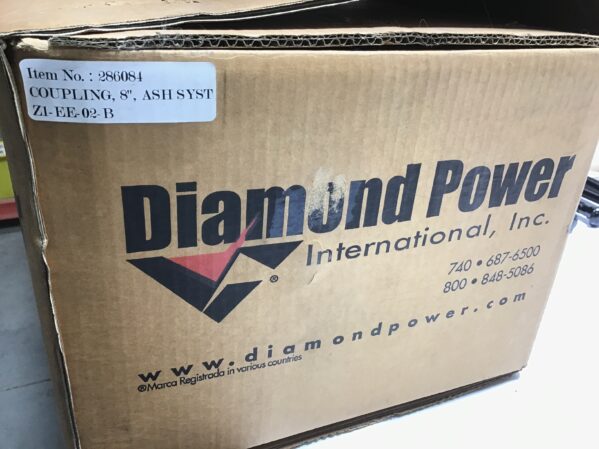 Item No. : 286084
COUPLING, 8", ASH SYST
ZI-EE-02-B
Diamond Power
International, Inc.
®
740 • 687-6500
800 • 848-5086
www.diamondpower.com
®Marca Registrada in various countries